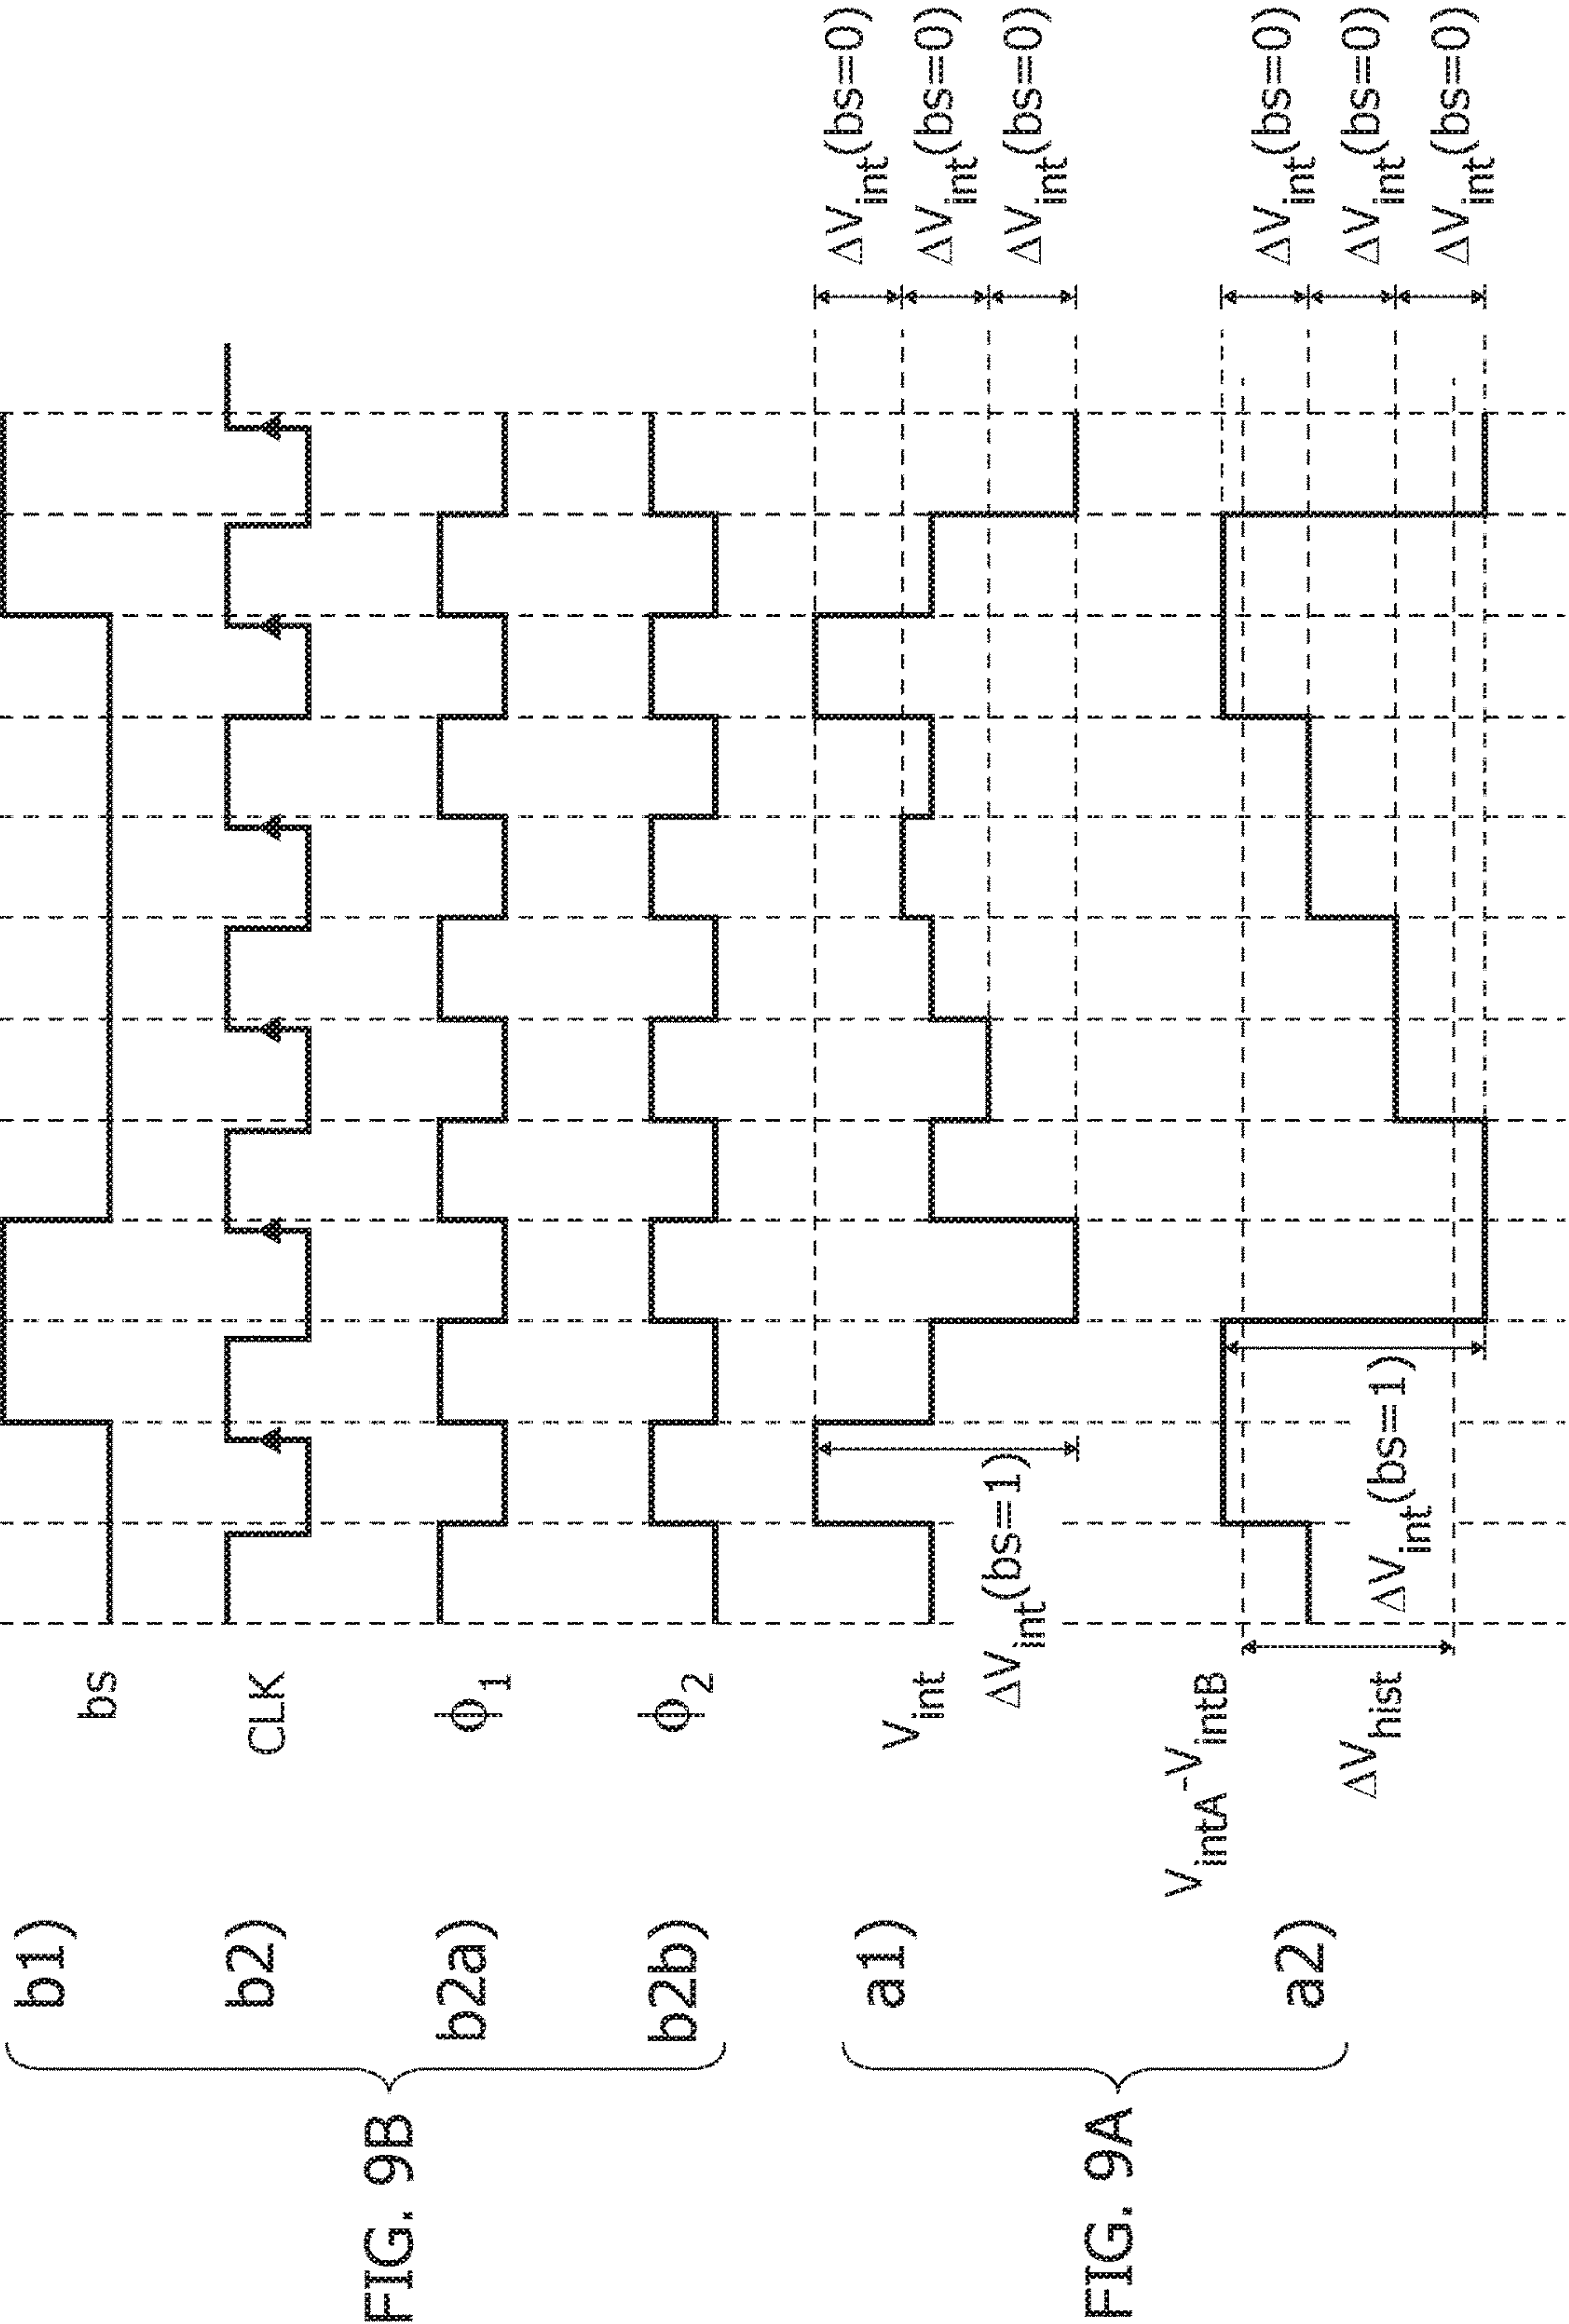 FIG. 9B
b1)
bs
b2)
CLK
b2a)
ϕ1
b2b)
ϕ2
FIG. 9A
a1)
Vint
ΔVint(bs=1)
ΔVint(bs=0)
ΔVint(bs=0)
ΔVint(bs=0)
a2)
VintA-VintB
ΔVhist
ΔVint(bs=1)
ΔVint(bs=0)
ΔVint(bs=0)
ΔVint(bs=0)